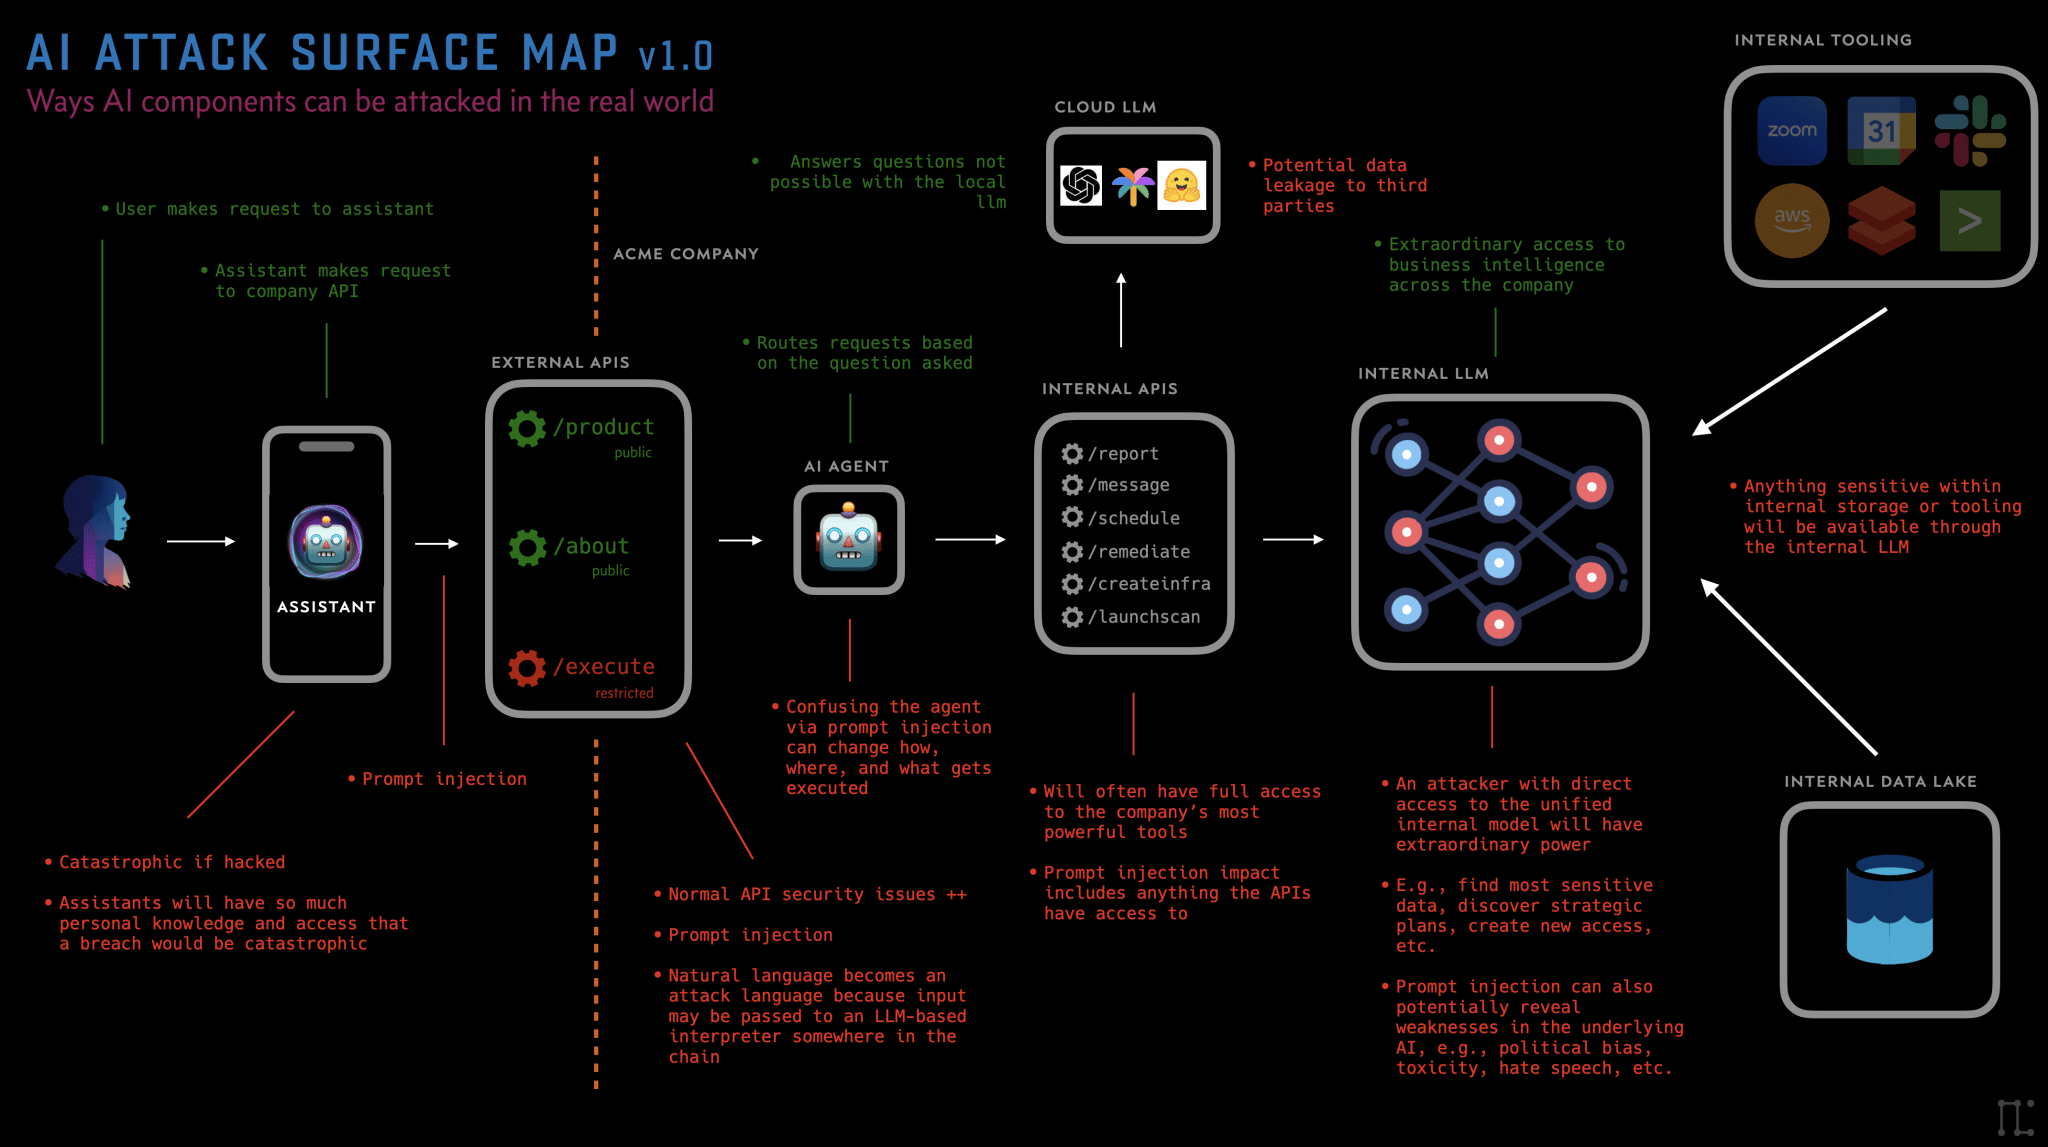 AI ATTACK SURFACE MAP v1.0
Ways AI components can be attacked in the real world
• User makes request to assistant
• Assistant makes request
to company API
ASSISTANT
• Catastrophic if hacked
• Assistants will have so much
personal knowledge and access that
a breach would be catastrophic
• Prompt injection
ACME COMPANY
EXTERNAL APIS
/product
public
/about
public
/execute
restricted
• Normal API security issues ++
• Prompt injection
• Natural language becomes an
attack language because input
may be passed to an LLM-based
interpreter somewhere in the
chain
• Routes requests based
on the question asked
AI AGENT
• Confusing the agent
via prompt injection
can change how,
where, and what gets
executed
• Answers questions not
possible with the local
llm
CLOUD LLM
• Potential data
leakage to third
parties
INTERNAL APIS
/report
/message
/schedule
/remediate
/createinfra
/launchscan
• Will often have full access
to the company’s most
powerful tools
• Prompt injection impact
includes anything the APIs
have access to
• Extraordinary access to
business intelligence
across the company
INTERNAL LLM
• An attacker with direct
access to the unified
internal model will have
extraordinary power
• E.g., find most sensitive
data, discover strategic
plans, create new access,
etc.
• Prompt injection can also
potentially reveal
weaknesses in the underlying
AI, e.g., political bias,
toxicity, hate speech, etc.
INTERNAL TOOLING
zoom
31
aws
>
• Anything sensitive within
internal storage or tooling
will be available through
the internal LLM
INTERNAL DATA LAKE